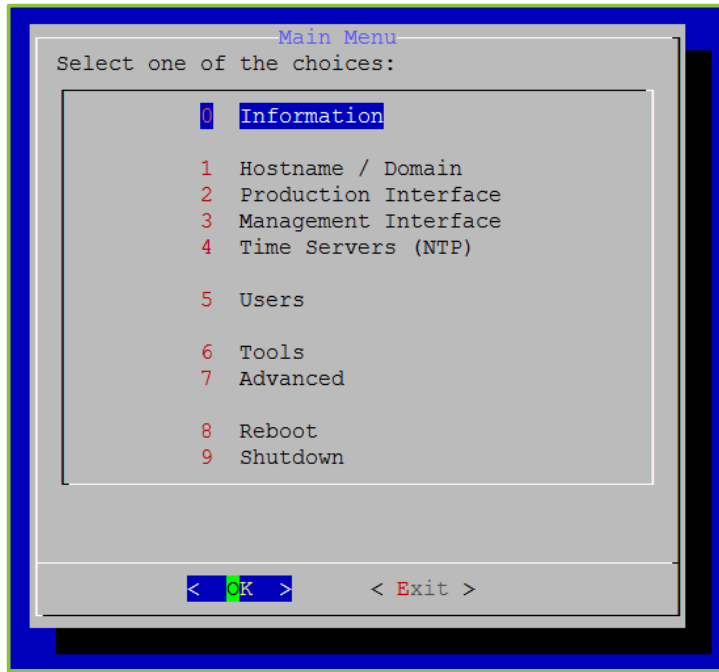 Main Menu
Select one of the choices:
0 Information
1 Hostname / Domain
2 Production Interface
3 Management Interface
4 Time Servers (NTP)
5 Users
6 Tools
7 Advanced
8 Reboot
9 Shutdown
< OK > < Exit >